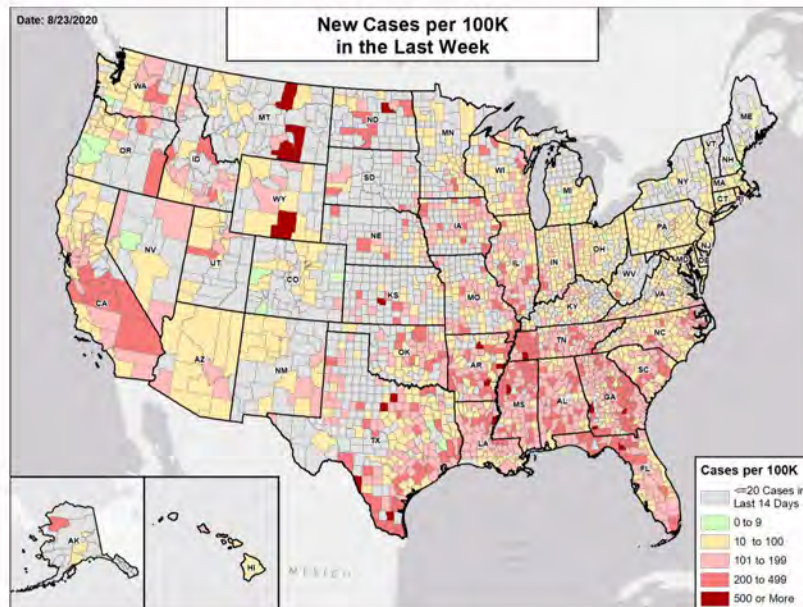 Date: 8/23/2020
New Cases per 100K
in the Last Week
WA
MT
ND
MN
ME
OR
ID
WY
SD
WI
MI
VT
NH
NY
MA
CT
RI
NV
UT
CO
NE
IA
IL
IN
OH
PA
NJ
MD
DE
CA
KS
MO
KY
WV
VA
AZ
NM
OK
AR
TN
NC
SC
TX
LA
MS
AL
GA
FL
AK
HI
MEXICO
Cases per 100K
<=20 Cases in
Last 14 Days
0 to 9
10 to 100
101 to 199
200 to 499
500 or More